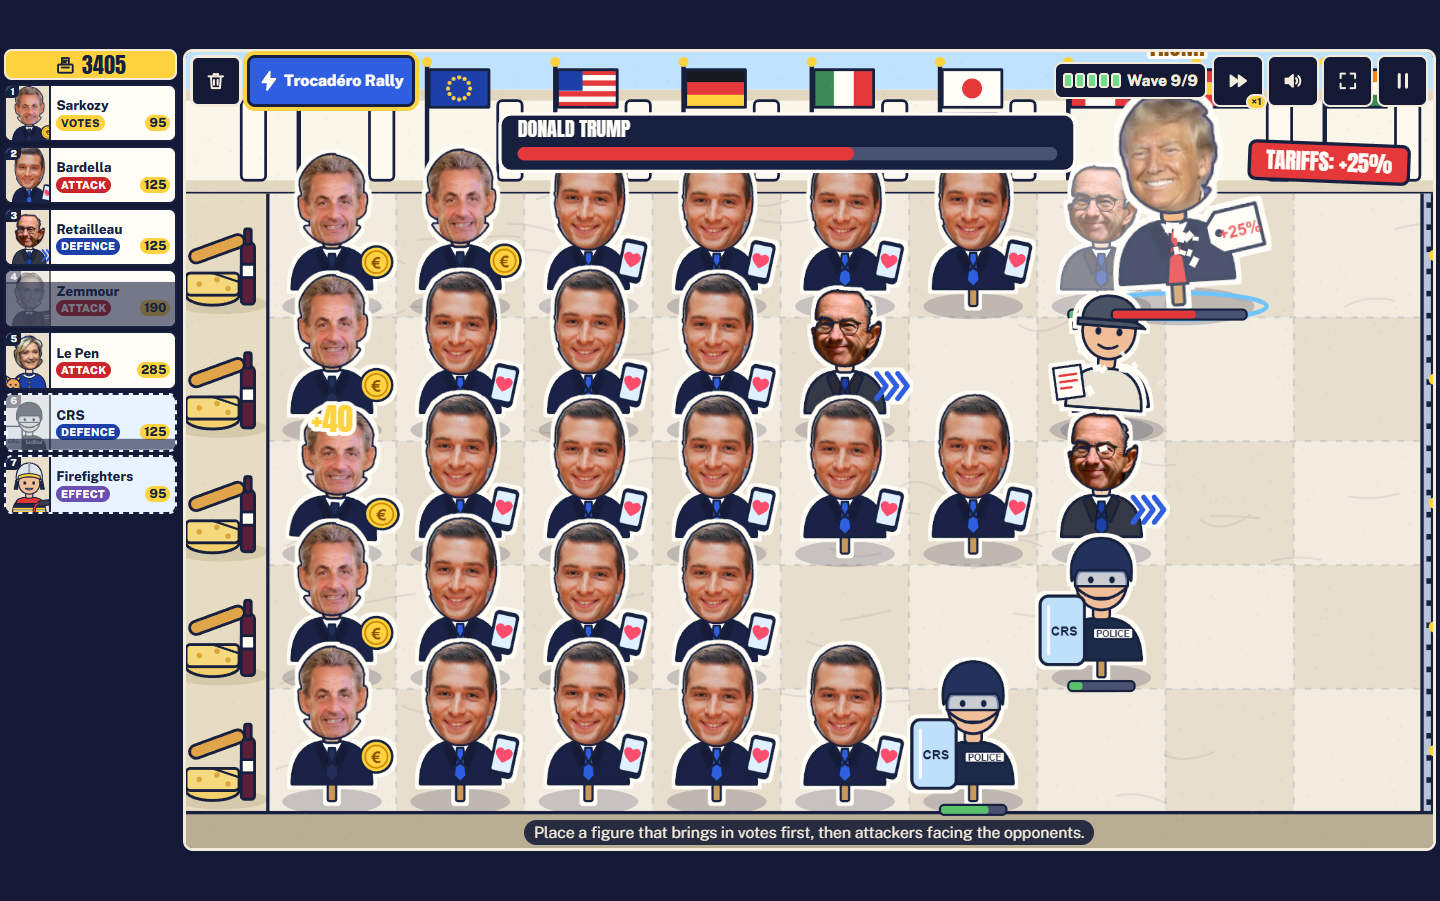 3405
1
Sarkozy
VOTES 95
2
Bardella
ATTACK 125
3
Retailleau
DEFENCE 125
4
Zemmour
ATTACK 190
5
Le Pen
ATTACK 285
6
CRS
DEFENCE 125
7
Firefighters
EFFECT 95
Trocadéro Rally
TRUMP
Wave 9/9
×1
DONALD TRUMP
TARIFFS: +25%
+25%
+40
CRS
POLICE
CRS
POLICE
Place a figure that brings in votes first, then attackers facing the opponents.